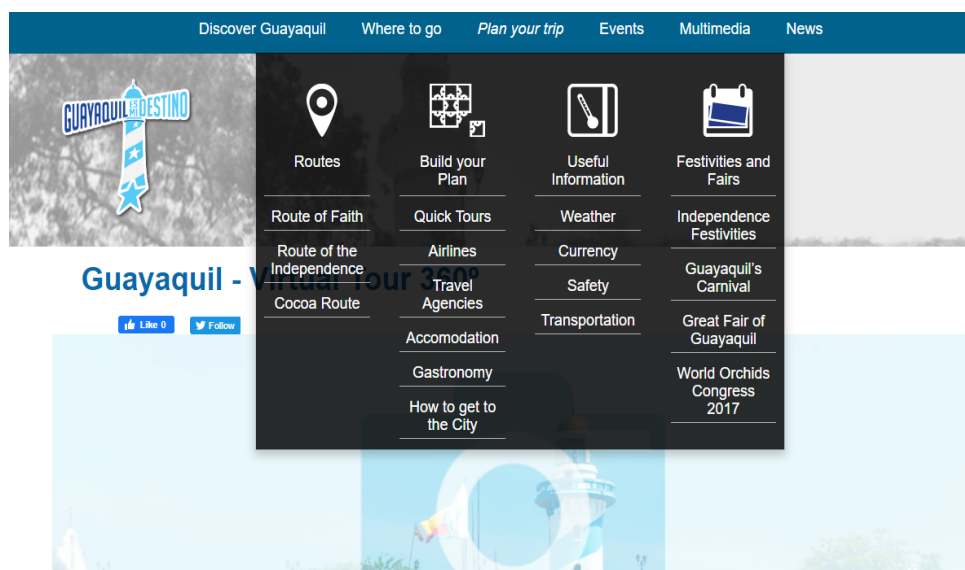 Discover Guayaquil Where to go Plan your trip Events Multimedia News
GUAYAQUIL ES MI DESTINO
Routes
Route of Faith
Route of the
Independence
Cocoa Route
Build your
Plan
Quick Tours
Airlines
Travel
Agencies
Accomodation
Gastronomy
How to get to
the City
Useful
Information
Weather
Currency
Safety
Transportation
Festivities and
Fairs
Independence
Festivities
Guayaquil's
Carnival
Great Fair of
Guayaquil
World Orchids
Congress
2017
Guayaquil - Virtual Tour 360º
Like 0 Follow